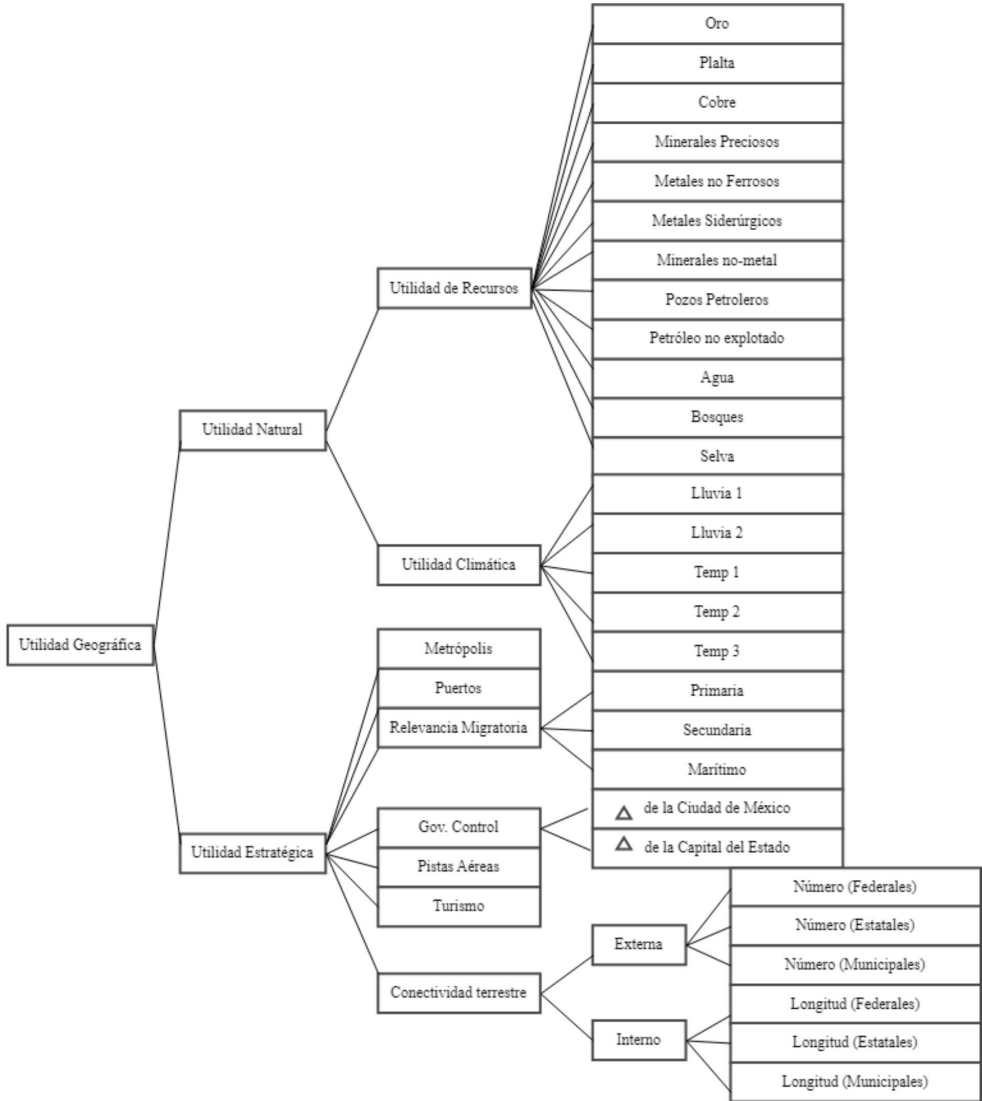 Oro
Plalta
Cobre
Minerales Preciosos
Metales no Ferrosos
Metales Siderúrgicos
Minerales no-metal
Utilidad de Recursos
Pozos Petroleros
Petróleo no explotado
Agua
Bosques
Utilidad Natural
Selva
Lluvia 1
Lluvia 2
Utilidad Climática
Temp 1
Temp 2
Utilidad Geográfica
Metrópolis
Temp 3
Puertos
Primaria
Relevancia Migratoria
Secundaria
Marítimo
△ de la Ciudad de México
Gov. Control
△ de la Capital del Estado
Utilidad Estratégica
Pistas Aéreas
Turismo
Número (Federales)
Número (Estatales)
Externa
Número (Municipales)
Conectividad terrestre
Longitud (Federales)
Interno
Longitud (Estatales)
Longitud (Municipales)